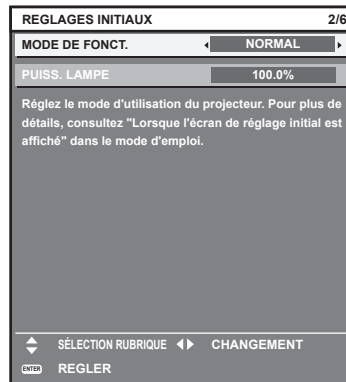 REGLAGES INITIAUX 2/6
MODE DE FONCT. NORMAL
PUISS. LAMPE 100.0%
Réglez le mode d'utilisation du projecteur. Pour plus de
détails, consultez "Lorsque l'écran de réglage initial est
affiché" dans le mode d'emploi.
SÉLECTION RUBRIQUE CHANGEMENT
ENTER REGLER